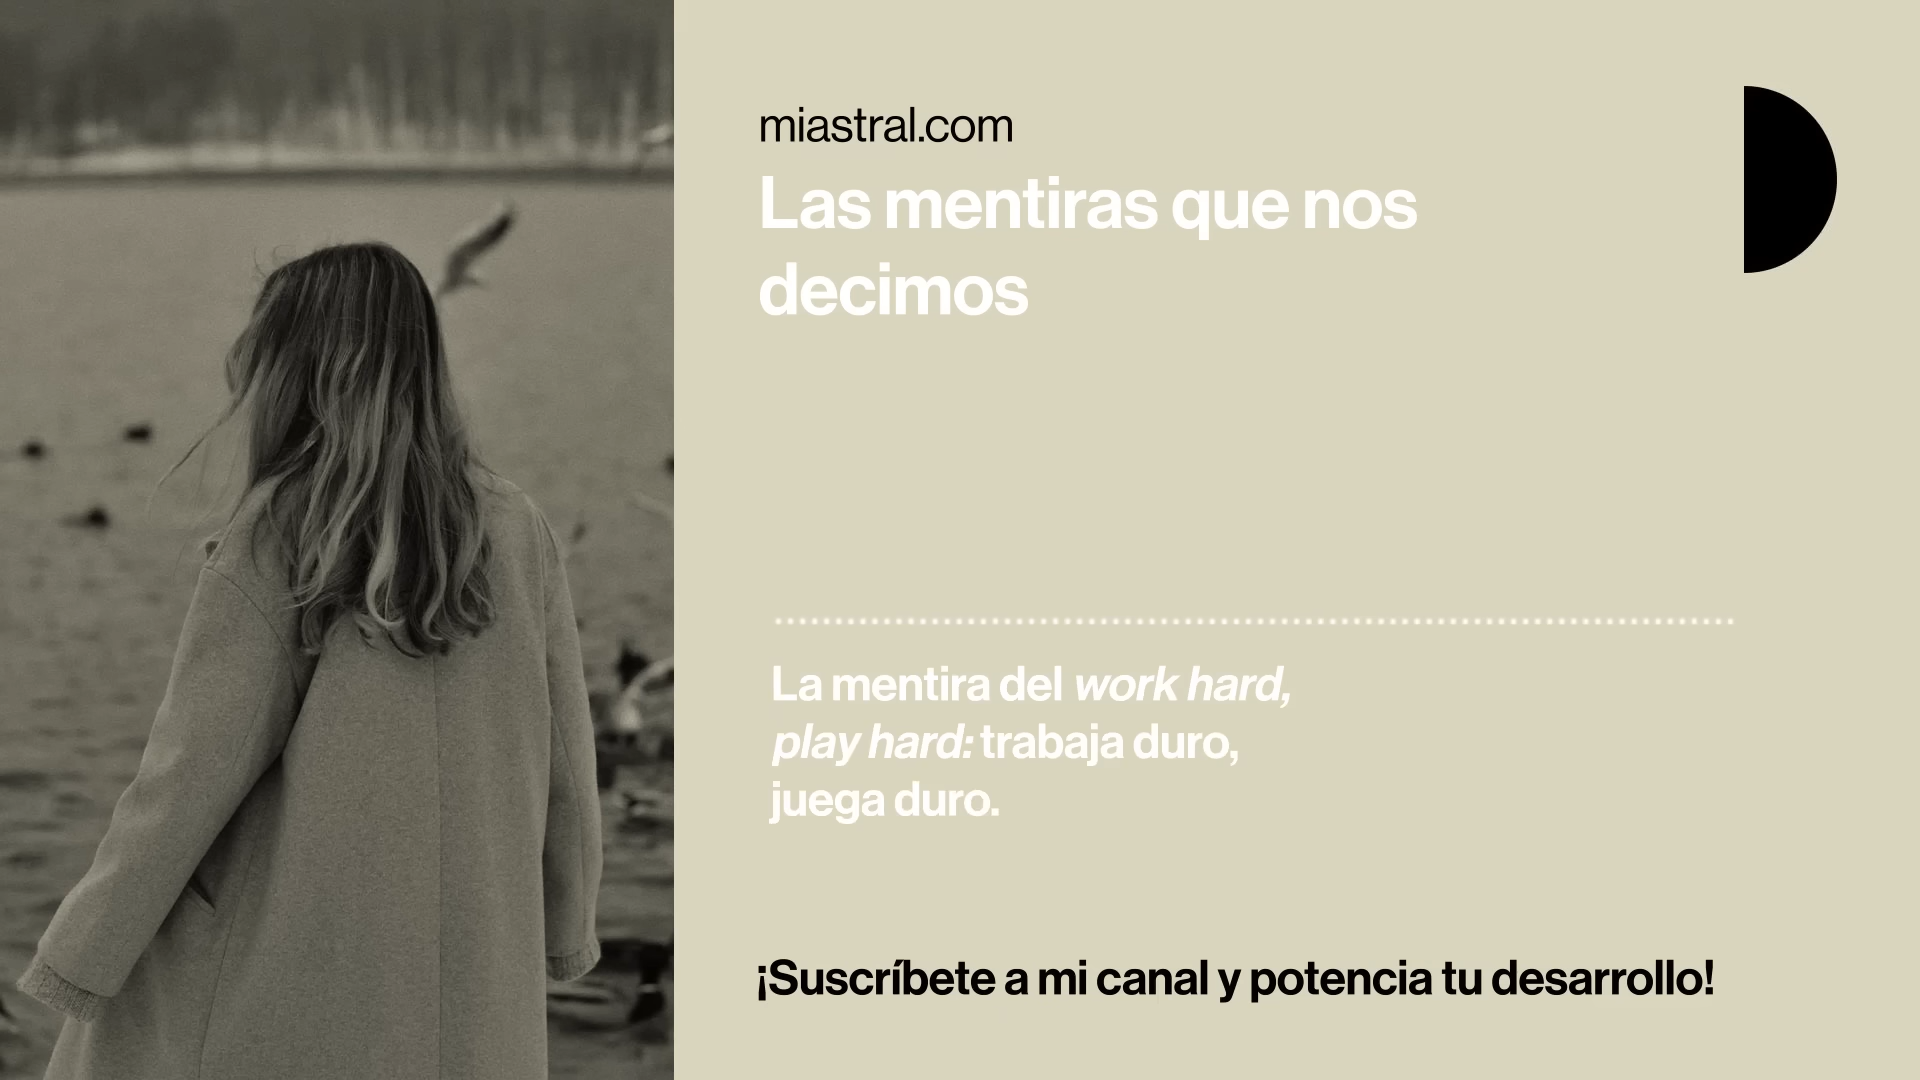 miastral.com
Las mentiras que nos
decimos
La mentira del work hard,
play hard: trabaja duro,
juega duro.
¡Suscríbete a mi canal y potencia tu desarrollo!